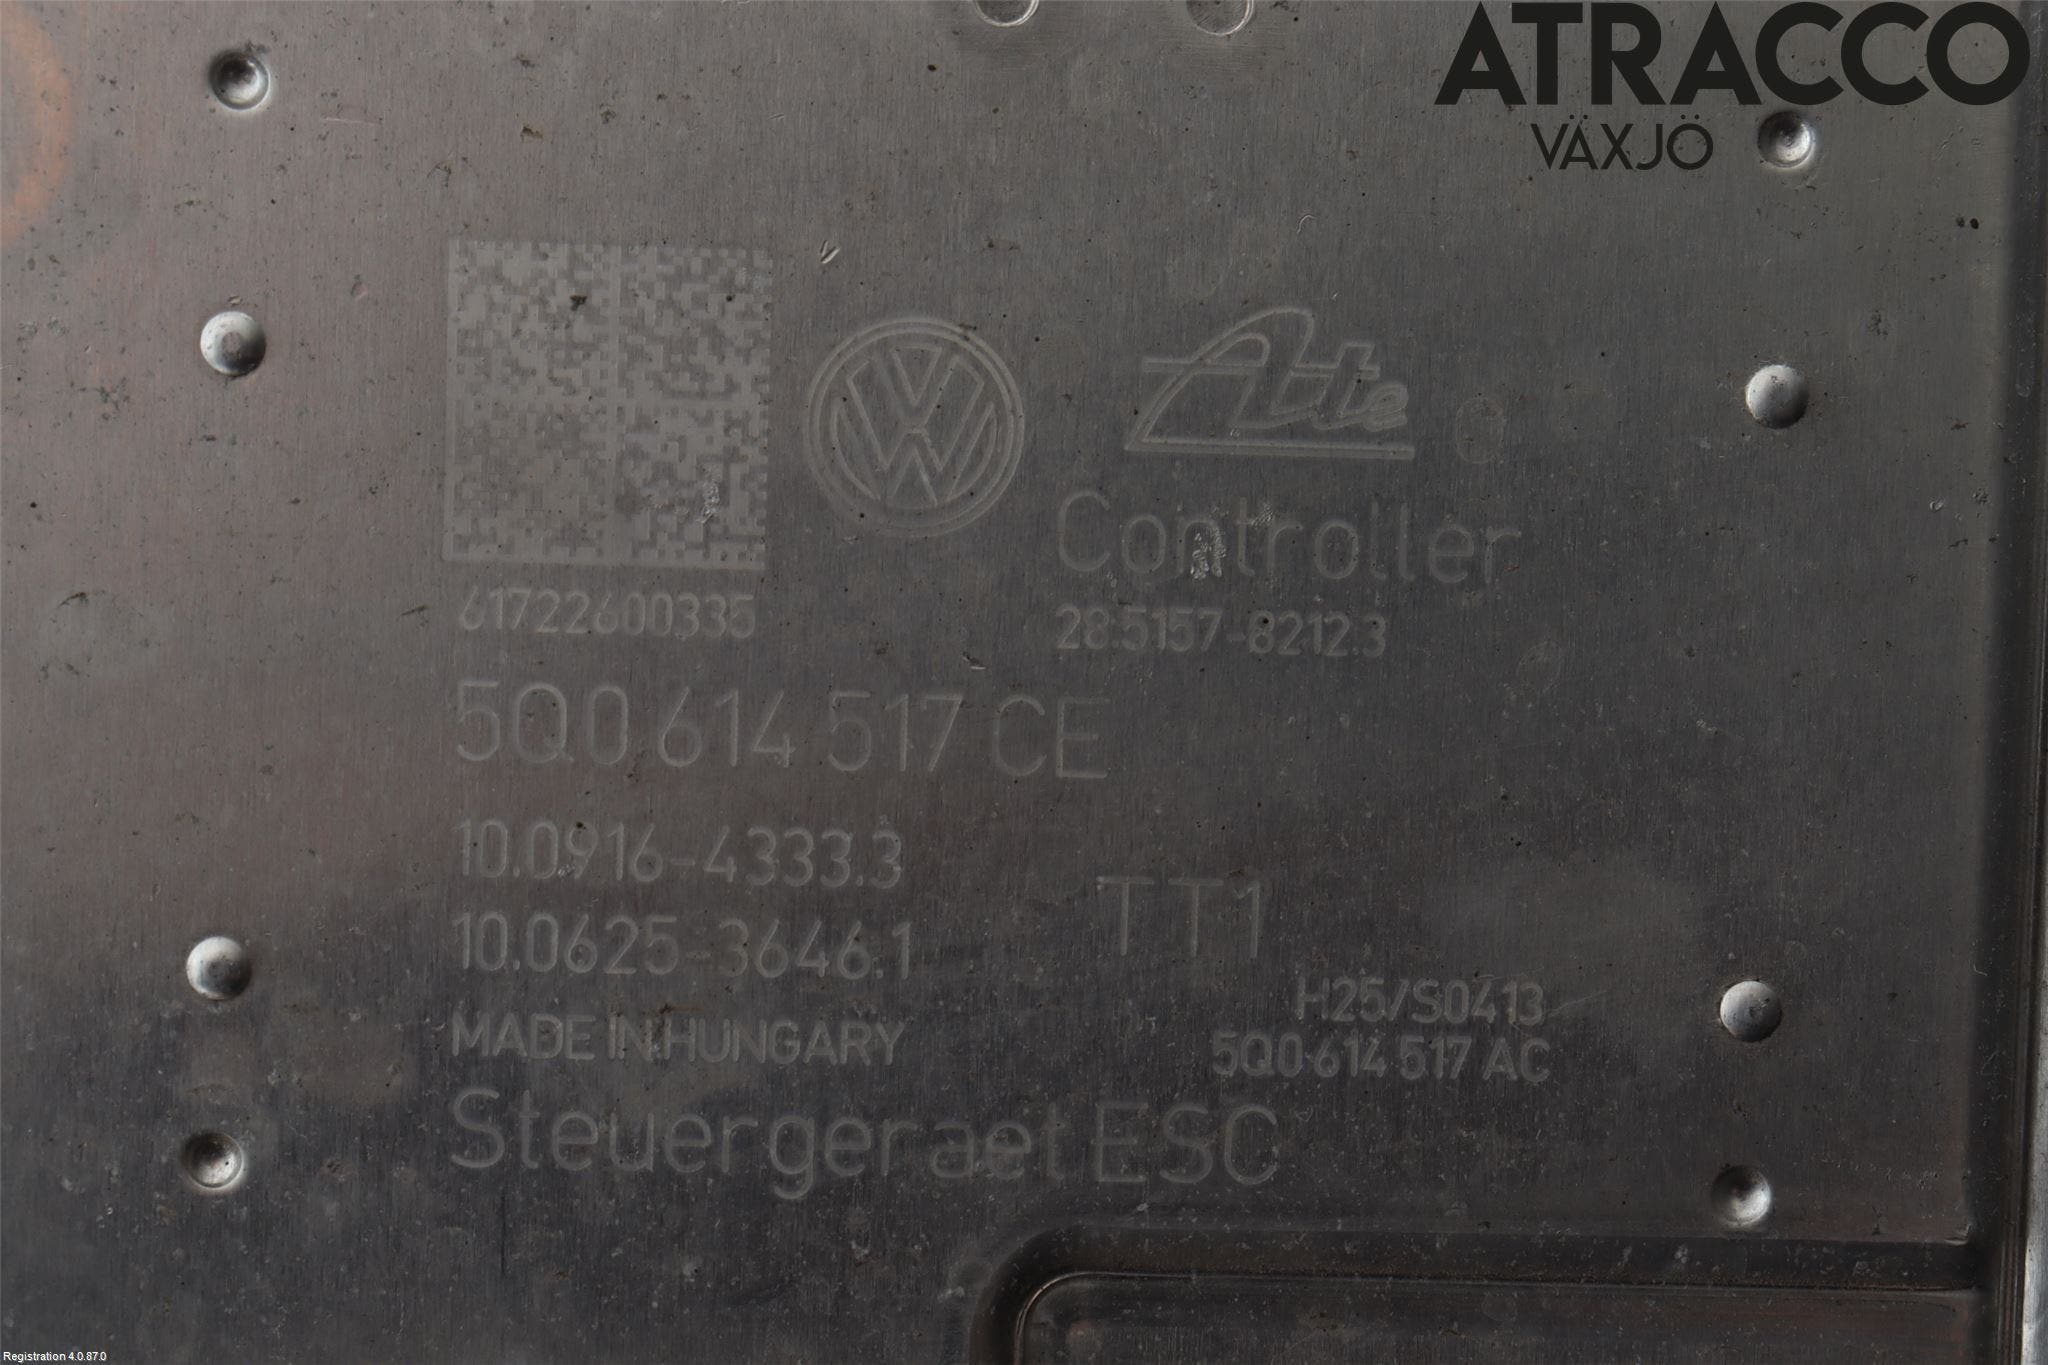 ATRACCO
VÄXJÖ
Ate
Controller
61722600335
28.5157-8212.3
5Q0 614 517 CE
10.0916-4333.3
10.0625-3646.1
TT1
MADE IN HUNGARY
H25/S0413
5Q0 614 517 AC
Steuergeraet ESC
Registration 4.0.87.0